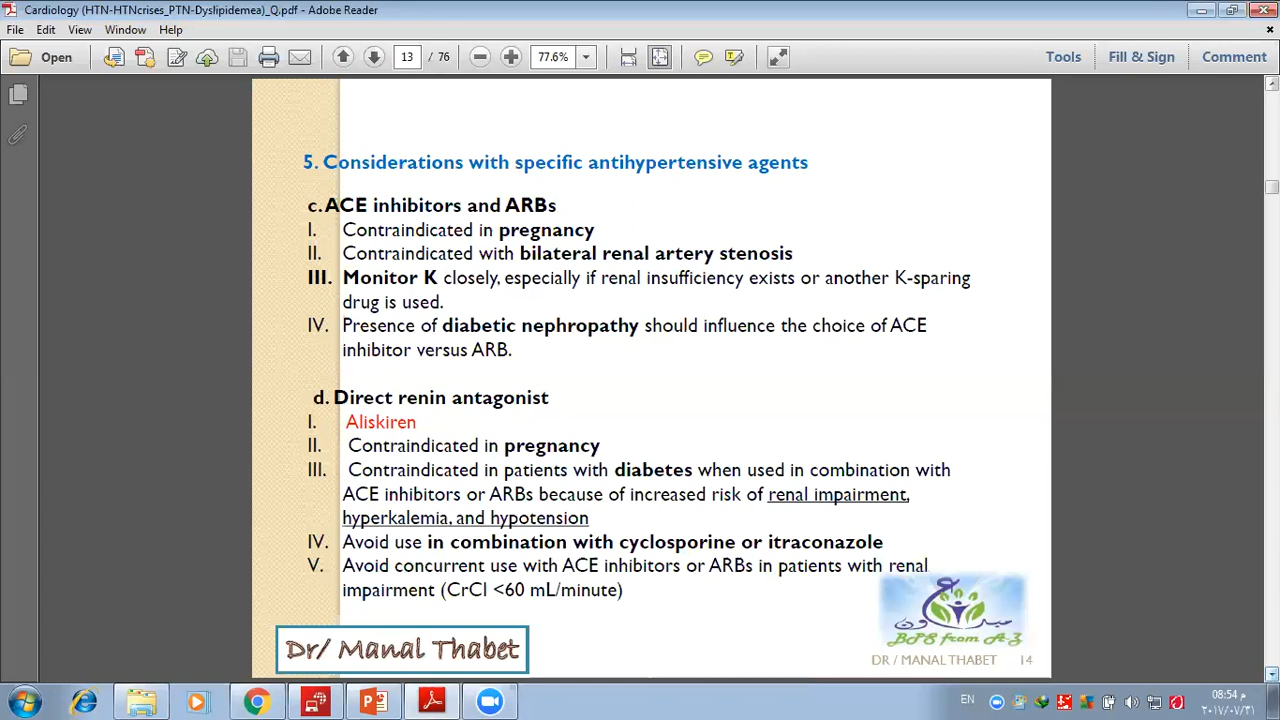 Cardiology (HTN-HTNcrises_PTN-Dyslipidemea)_Q.pdf - Adobe Reader
File Edit View Window Help
Open 13 / 76 77.6% Tools Fill & Sign Comment
5. Considerations with specific antihypertensive agents
c. ACE inhibitors and ARBs
I. Contraindicated in pregnancy
II. Contraindicated with bilateral renal artery stenosis
III. Monitor K closely, especially if renal insufficiency exists or another K-sparing
drug is used.
IV. Presence of diabetic nephropathy should influence the choice of ACE
inhibitor versus ARB.
d. Direct renin antagonist
I. Aliskiren
II. Contraindicated in pregnancy
III. Contraindicated in patients with diabetes when used in combination with
ACE inhibitors or ARBs because of increased risk of renal impairment,
hyperkalemia, and hypotension
IV. Avoid use in combination with cyclosporine or itraconazole
V. Avoid concurrent use with ACE inhibitors or ARBs in patients with renal
impairment (CrCl <60 mL/minute)
BPS from A-Z
Dr/ Manal Thabet
DR / MANAL THABET 14
EN
08:54 م
٢٠١٧/٠٧/٣١